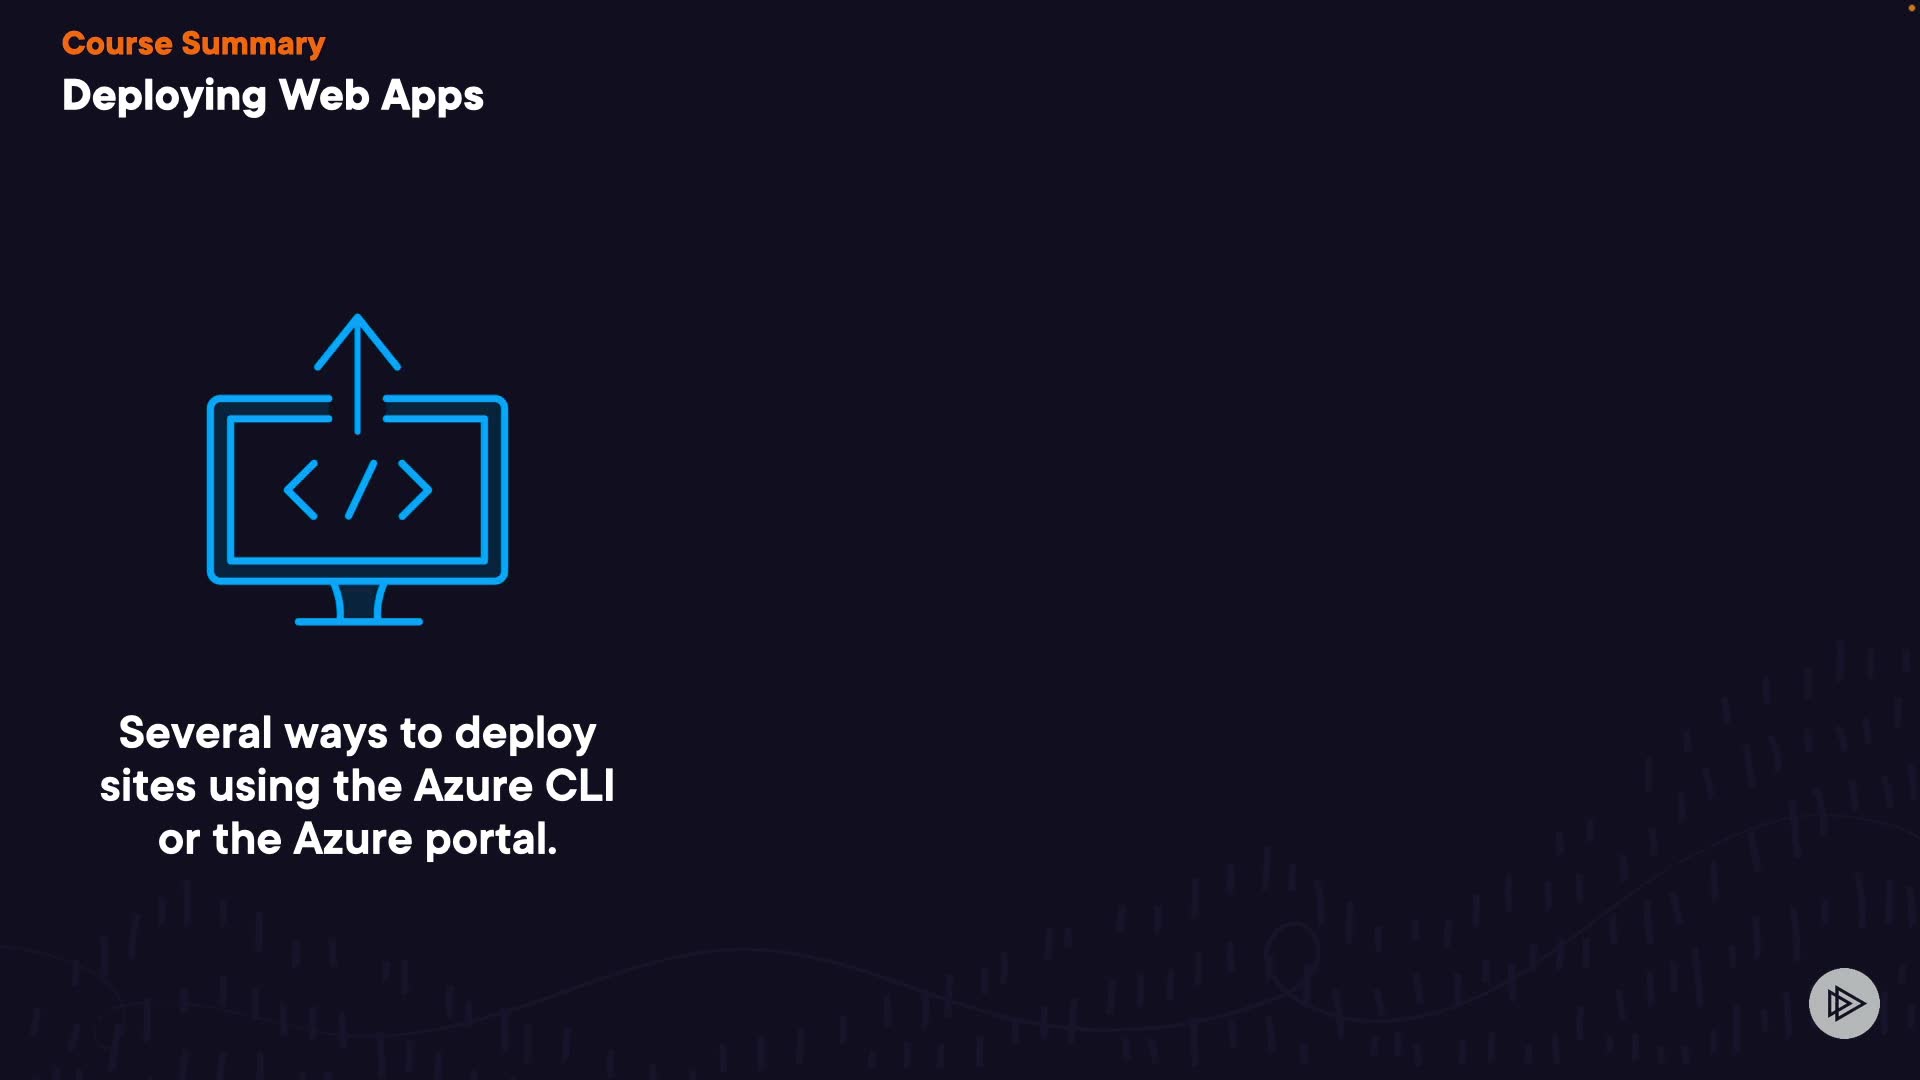 Course Summary
Deploying Web Apps
</>
Several ways to deploy
sites using the Azure CLI
or the Azure portal.